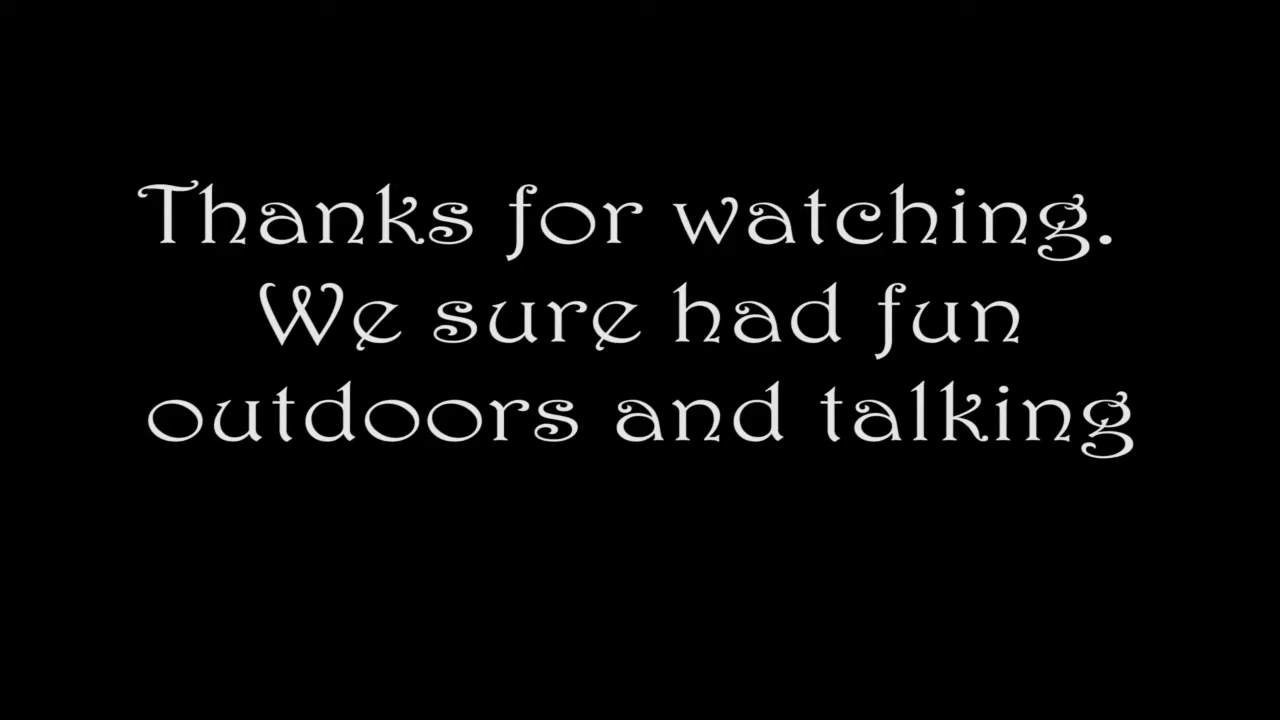 Thanks for watching.
We sure had fun
outdoors and talking